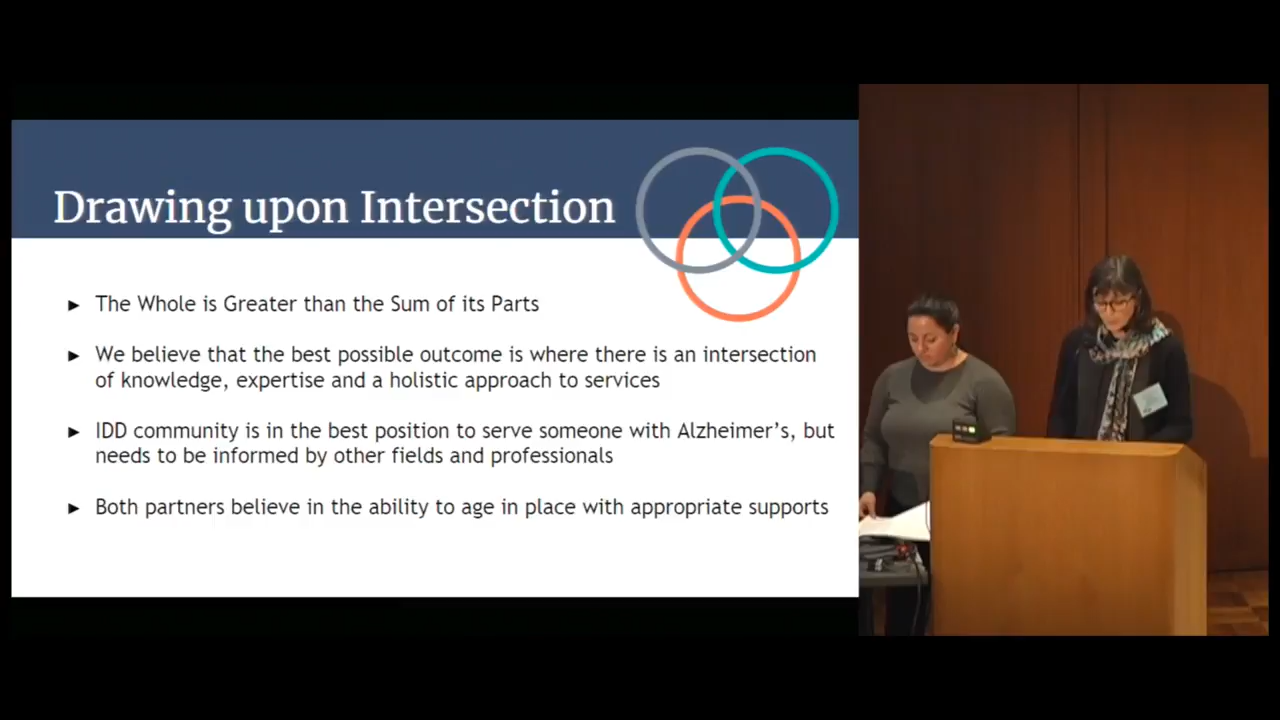 Drawing upon Intersection
► The Whole is Greater than the Sum of its Parts
► We believe that the best possible outcome is where there is an intersection
of knowledge, expertise and a holistic approach to services
► IDD community is in the best position to serve someone with Alzheimer's, but
needs to be informed by other fields and professionals
► Both partners believe in the ability to age in place with appropriate supports